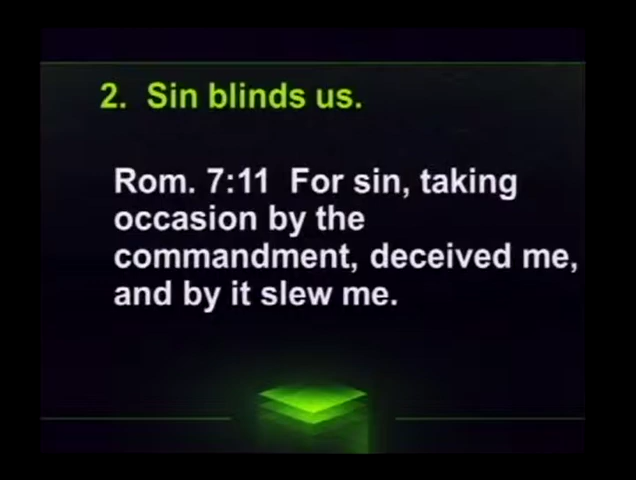 2. Sin blinds us.
Rom. 7:11 For sin, taking
occasion by the
commandment, deceived me,
and by it slew me.